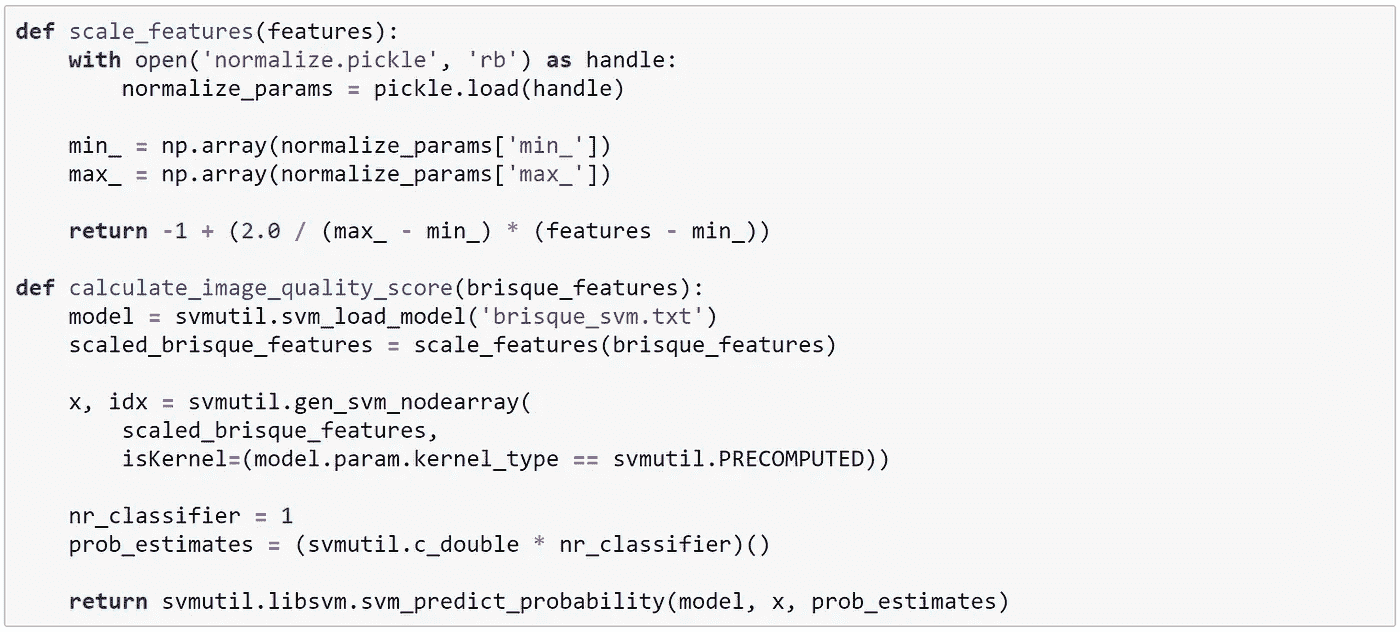 def scale_features(features):
    with open('normalize.pickle', 'rb') as handle:
        normalize_params = pickle.load(handle)

    min_ = np.array(normalize_params['min_'])
    max_ = np.array(normalize_params['max_'])

    return -1 + (2.0 / (max_ - min_) * (features - min_))

def calculate_image_quality_score(brisque_features):
    model = svmutil.svm_load_model('brisque_svm.txt')
    scaled_brisque_features = scale_features(brisque_features)

    x, idx = svmutil.gen_svm_nodearray(
        scaled_brisque_features,
        isKernel=(model.param.kernel_type == svmutil.PRECOMPUTED))

    nr_classifier = 1
    prob_estimates = (svmutil.c_double * nr_classifier)()

    return svmutil.libsvm.svm_predict_probability(model, x, prob_estimates)